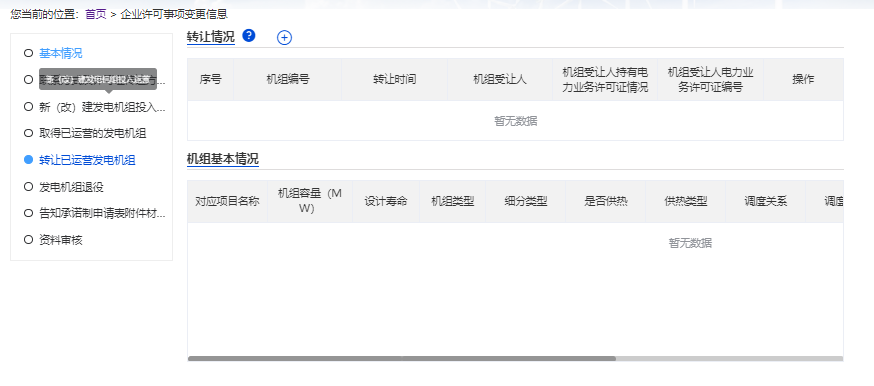 您当前的位置：首页 > 企业许可事项变更信息
基本情况
新（改）建发电机组投入...
取得已运营的发电机组
转让已运营发电机组
发电机组退役
告知承诺制申请表附件材...
资料审核
转让情况 ?
序号 机组编号 转让时间 机组受让人 机组受让人持有电力业务许可证情况 机组受让人电力业务许可证编号 操作
暂无数据
机组基本情况
对应项目名称 机组容量（MW） 设计寿命 机组类型 细分类型 是否供热 供热类型 调度关系 调度
暂无数据